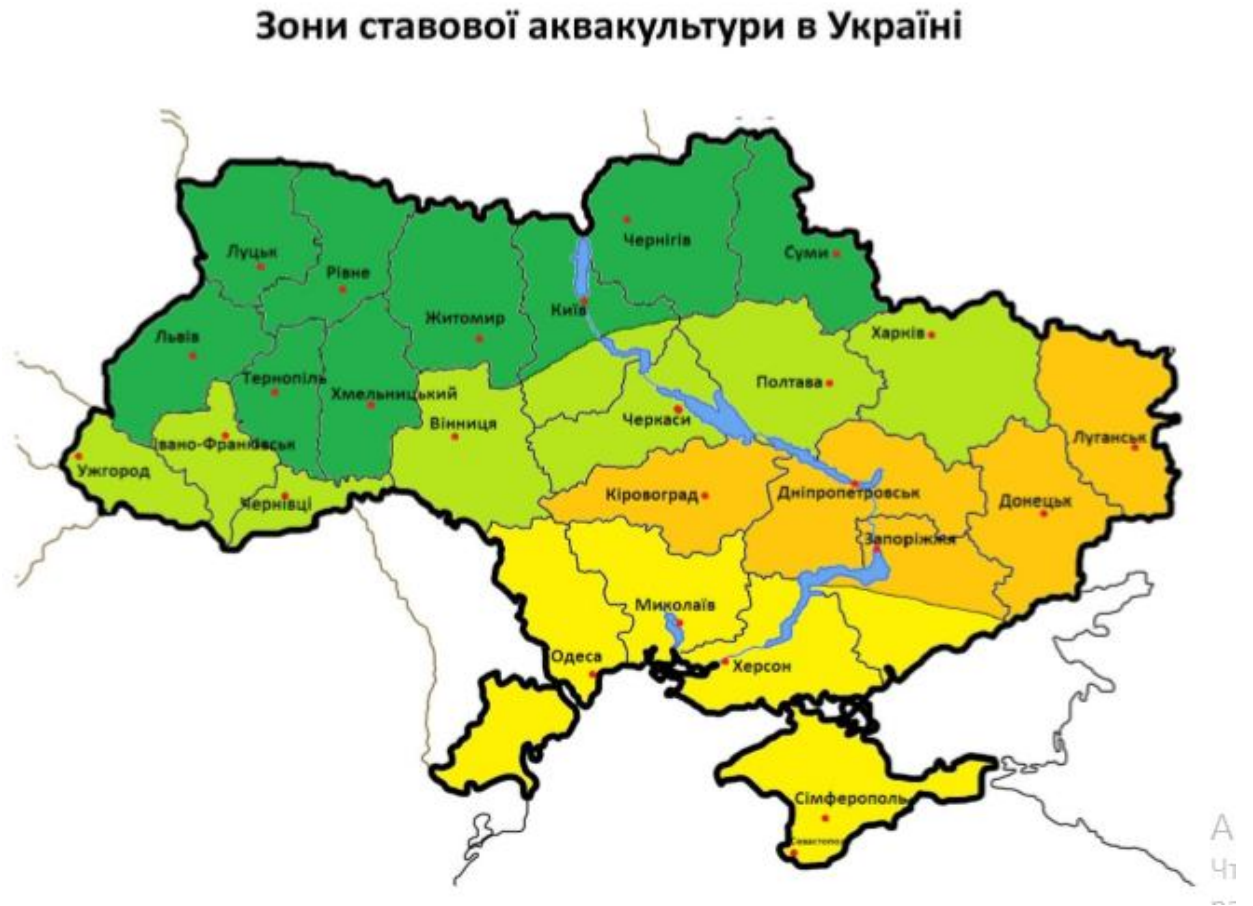 Зони ставової аквакультури в Україні
Чернігів
Луцьк
Суми
Рівне
Київ
Житомир
Харків
Львів
Тернопіль
Полтава
Хмельницький
Черкаси
Вінниця
Івано-Франківськ
Луганськ
Ужгород
Чернівці
Кіровоград
Дніпропетровськ
Донецьк
Запоріжжя
Миколаїв
Одеса
Херсон
Сімферополь